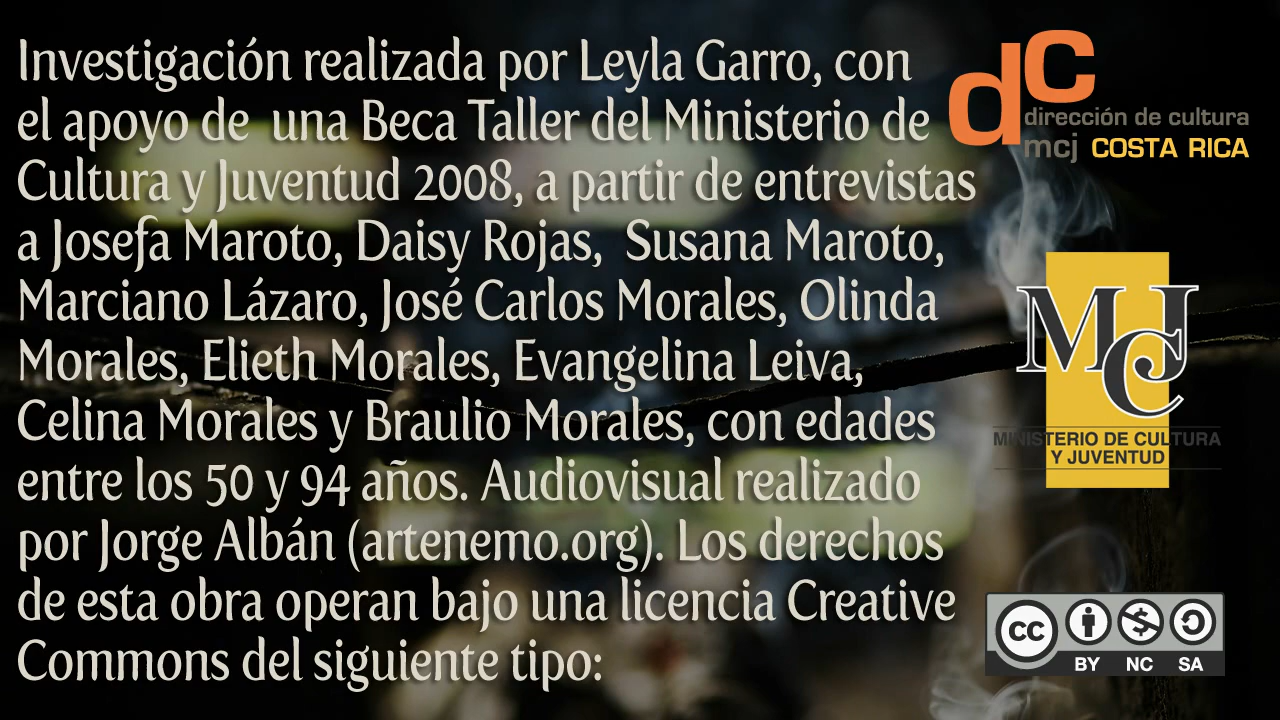 Investigación realizada por Leyla Garro, con
el apoyo de una Beca Taller del Ministerio de
Cultura y Juventud 2008, a partir de entrevistas
a Josefa Maroto, Daisy Rojas, Susana Maroto,
Marciano Lázaro, José Carlos Morales, Olinda
Morales, Elieth Morales, Evangelina Leiva,
Celina Morales y Braulio Morales, con edades
entre los 50 y 94 años. Audiovisual realizado
por Jorge Albán (artenemo.org). Los derechos
de esta obra operan bajo una licencia Creative
Commons del siguiente tipo:
dc
dirección de cultura
mcj COSTA RICA
MCJ
MINISTERIO DE CULTURA
Y JUVENTUD
cc
BY NC SA